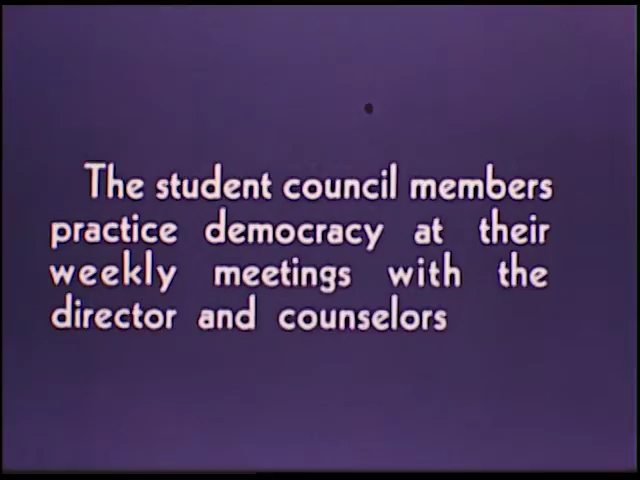 The student council members
practice democracy at their
weekly meetings with the
director and counselors